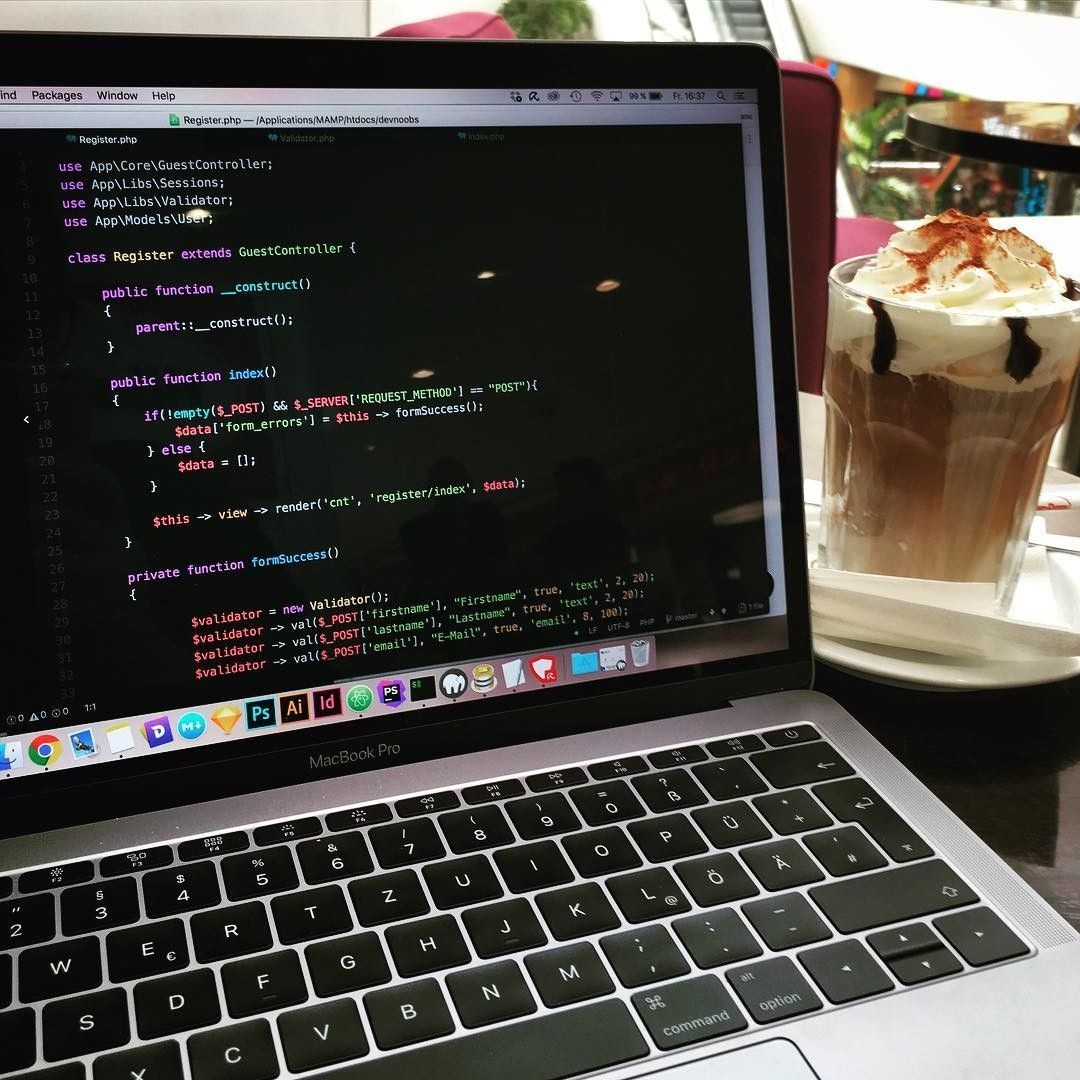 Packages Window Help
99% Fr. 16:37
Register.php — /Applications/MAMP/htdocs/devnoobs
Register.php Validator.php index.php
4 use App\Core\GuestController;
5 use App\Libs\Sessions;
6 use App\Libs\Validator;
7 use App\Models\User;
8
9 class Register extends GuestController {
10
11 public function __construct()
12 {
13 parent::__construct();
14 }
15
16 public function index()
17 {
18 if(!empty($_POST) && $_SERVER['REQUEST_METHOD'] == "POST"){
19 $data['form_errors'] = $this -> formSuccess();
20 } else {
21 $data = [];
22 }
23
24 $this -> view -> render('cnt', 'register/index', $data);
25 }
26
27 private function formSuccess()
28 {
29 $validator = new Validator();
30 $validator -> val($_POST['firstname'], "Firstname", true, 'text', 2, 20);
31 $validator -> val($_POST['lastname'], "Lastname", true, 'text', 2, 20);
32 $validator -> val($_POST['email'], "E-Mail", true, 'email', 8, 100);
33
0 0 0 1:1 LF UTF-8 PHP master 1 file
D M Ps Ai Id PS
MacBook Pro
F2 F3 F4 F5 F6 F7 F8 F9 F10 F11 F12
" 2 § 3 $ 4 % 5 & 6 / 7 ( 8 ) 9 = 0 ? ß `
W E € R T Z U I O P Ü * +
S D F G H J K L @ Ö Ä ' #
X C V B N M ; , : . _ -
⌘ command alt option